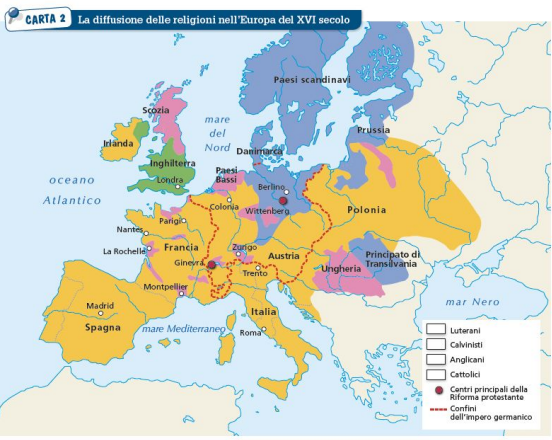 CARTA 2
La diffusione delle religioni nell'Europa del XVI secolo
Paesi scandinavi
Scozia
mare
del
Nord
Prussia
Irlanda
Danimarca
Inghilterra
Londra
Paesi
Bassi
Berlino
oceano
Atlantico
Colonia
Wittenberg
Polonia
Parigi
Nantes
La Rochelle
Francia
Zurigo
Austria
Ginevra
Trento
Ungheria
Principato di
Transilvania
Montpellier
Madrid
Spagna
mare Mediterraneo
Italia
Roma
mar Nero
Luterani
Calvinisti
Anglicani
Cattolici
Centri principali della
Riforma protestante
Confini
dell'impero germanico